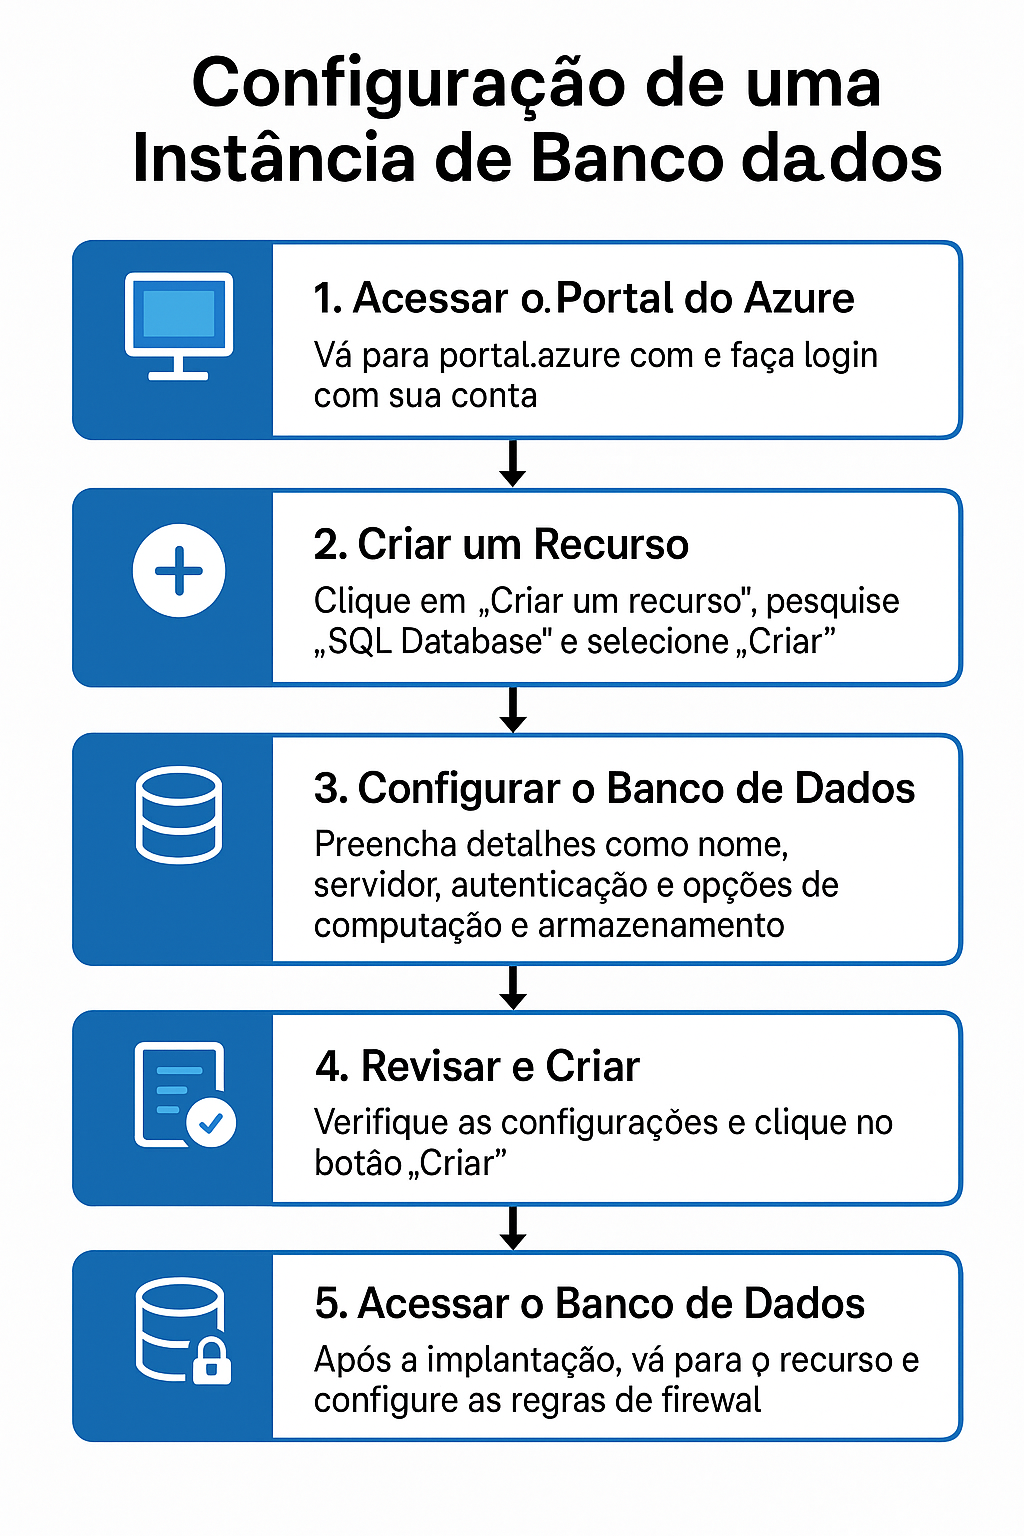 Configuração de uma
Instância de Banco da dos
1. Acessar o.Portal do Azure
Vá para portal.azure com e faça login
com sua conta
2. Criar um Recurso
Clique em „Criar um recurso", pesquise
„SQL Database" e selecione „Criar”
3. Configurar o Banco de Dados
Preencha detalhes como nome,
servidor, autenticação e opções de
computação e armazenamento
4. Revisar e Criar
Verifique as configurações e clique no
botâo „Criar”
5. Acessar o Banco de Dados
Após a implantação, vá para ọ recurso e
configure as regras de firewal